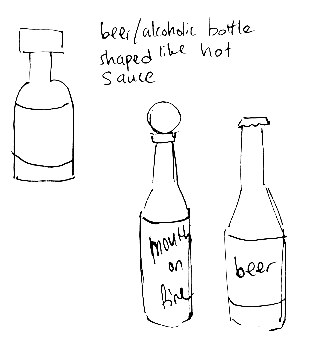 beer/alcoholic bottle
shaped like hot
sauce
mouth
on
fire
beer